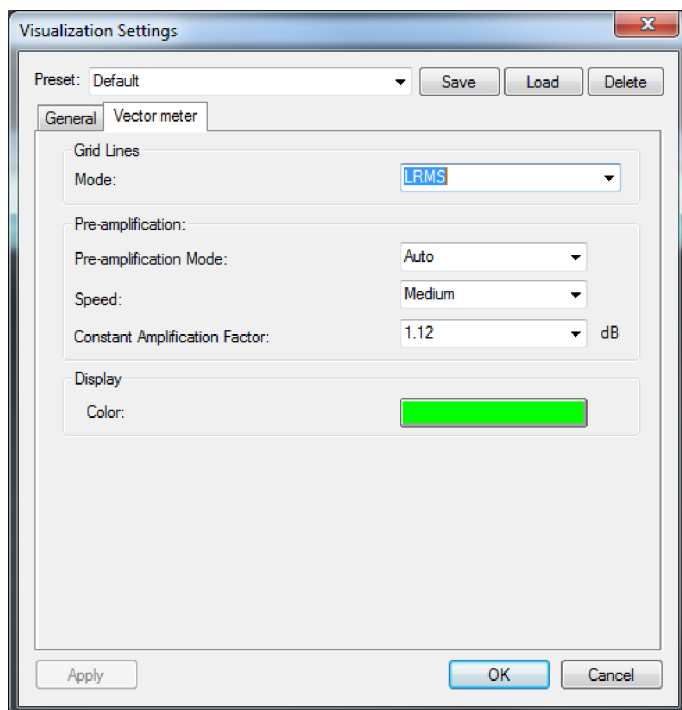 Visualization Settings
Preset: Default Save Load Delete
General Vector meter
Grid Lines
Mode: LRMS
Pre-amplification:
Pre-amplification Mode: Auto
Speed: Medium
Constant Amplification Factor: 1.12 dB
Display
Color:
Apply OK Cancel